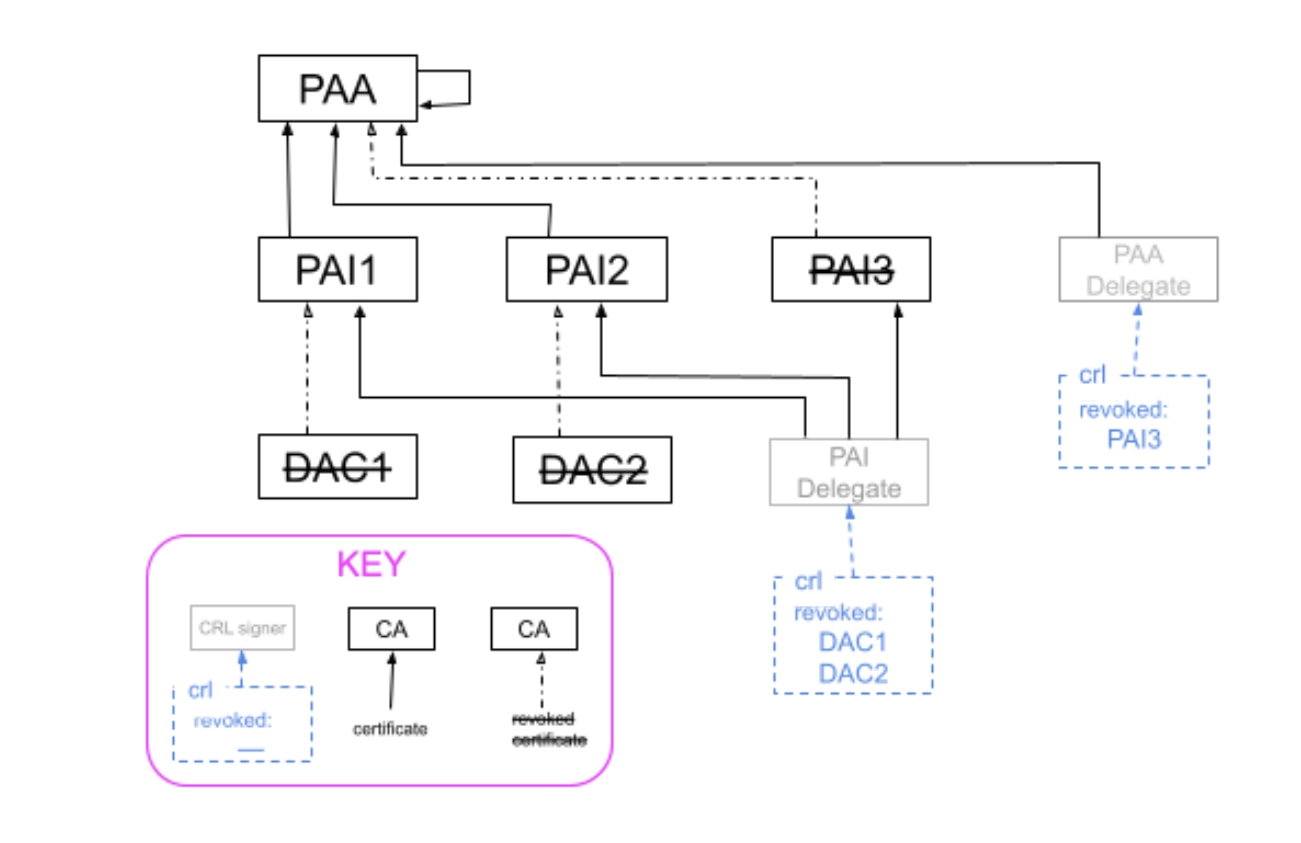 PAA
PAI1
PAI2
PAI3
PAA
Delegate
crl
revoked:
PAI3
DAC1
DAC2
PAI
Delegate
crl
revoked:
DAC1
DAC2
KEY
CRL signer
CA
CA
crl
revoked:
certificate
revoked
certificate